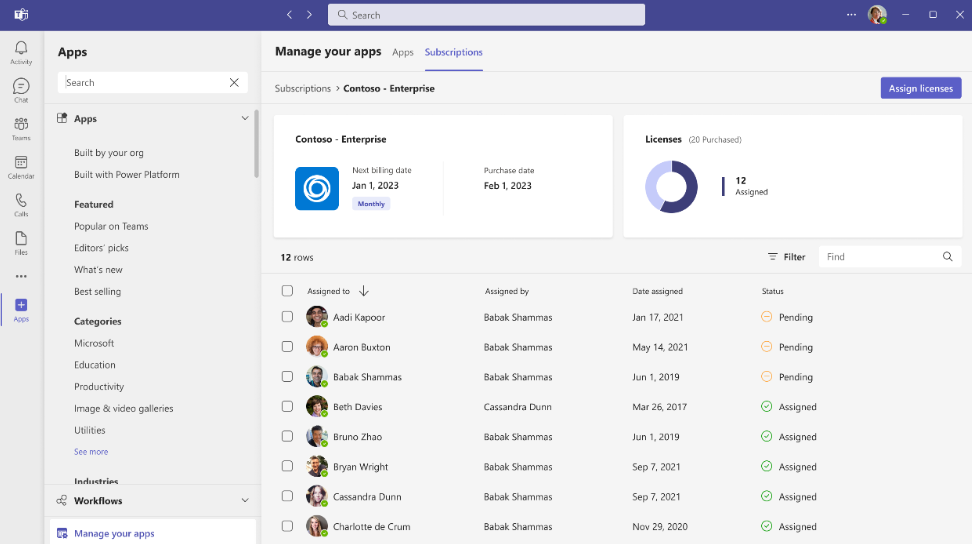 Search
Activity
Chat
Teams
Calendar
Calls
Files
Apps
Apps
Search
Apps
Built by your org
Built with Power Platform
Featured
Popular on Teams
Editors' picks
What's new
Best selling
Categories
Microsoft
Education
Productivity
Image & video galleries
Utilities
See more
Industries
Workflows
Manage your apps
Manage your apps Apps Subscriptions
Subscriptions > Contoso - Enterprise
Assign licenses
Contoso - Enterprise
Next billing date
Jan 1, 2023
Monthly
Purchase date
Feb 1, 2023
Licenses (20 Purchased)
12
Assigned
12 rows
Filter
Find
Assigned to Assigned by Date assigned Status
Aadi Kapoor Babak Shammas Jan 17, 2021 Pending
Aaron Buxton Babak Shammas May 14, 2021 Pending
Babak Shammas Babak Shammas Jun 1, 2019 Pending
Beth Davies Cassandra Dunn Mar 26, 2017 Assigned
Bruno Zhao Babak Shammas Jun 1, 2019 Assigned
Bryan Wright Babak Shammas Sep 7, 2021 Assigned
Cassandra Dunn Babak Shammas Sep 7, 2021 Assigned
Charlotte de Crum Babak Shammas Nov 29, 2020 Assigned